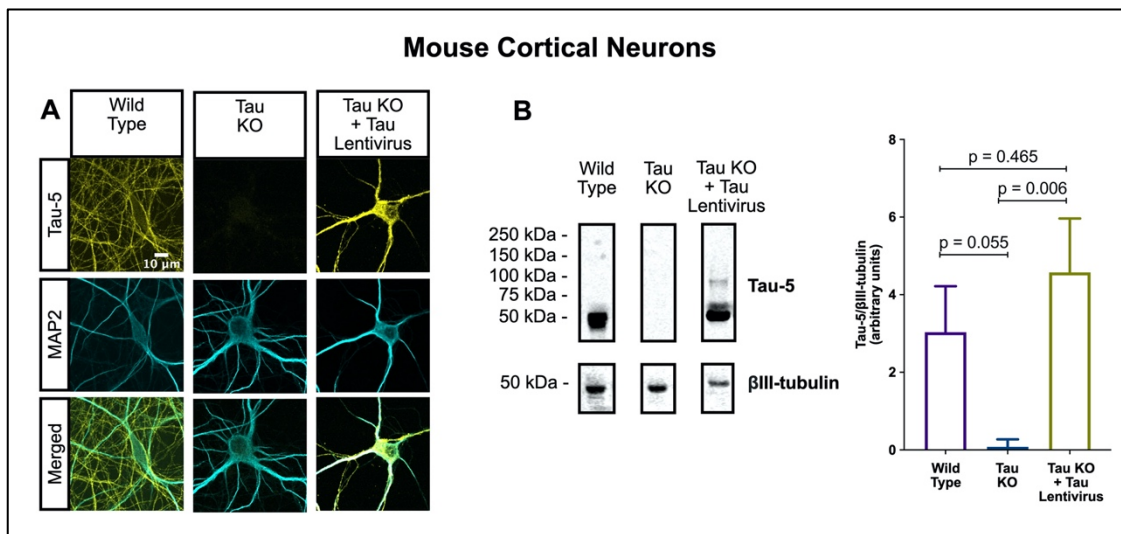 Mouse Cortical Neurons
A
Wild
Type
Tau
KO
Tau KO
+ Tau
Lentivirus
Tau-5
10 µm
MAP2
Merged
B
Wild
Type
Tau
KO
Tau KO
+ Tau
Lentivirus
250 kDa -
150 kDa -
100 kDa -
75 kDa -
50 kDa -
Tau-5
50 kDa -
βIII-tubulin
Tau-5/βIII-tubulin
(arbitrary units)
8
6
4
2
0
p = 0.465
p = 0.006
p = 0.055
Wild
Type
Tau
KO
Tau KO
+ Tau
Lentivirus